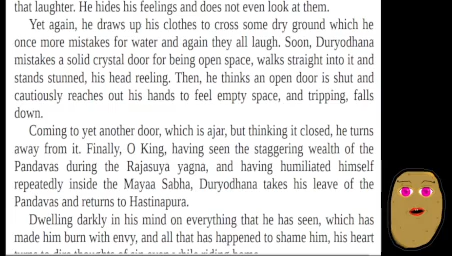 that laughter. He hides his feelings and does not even look at them.
Yet again, he draws up his clothes to cross some dry ground which he
once more mistakes for water and again they all laugh. Soon, Duryodhana
mistakes a solid crystal door for being open space, walks straight into it and
stands stunned, his head reeling. Then, he thinks an open door is shut and
cautiously reaches out his hands to feel empty space, and tripping, falls
down.
Coming to yet another door, which is ajar, but thinking it closed, he turns
away from it. Finally, O King, having seen the staggering wealth of the
Pandavas during the Rajasuya yagna, and having humiliated himself
repeatedly inside the Mayaa Sabha, Duryodhana takes his leave of the
Pandavas and returns to Hastinapura.
Dwelling darkly in his mind on everything that he has seen, which has
made him burn with envy, and all that has happened to shame him, his heart